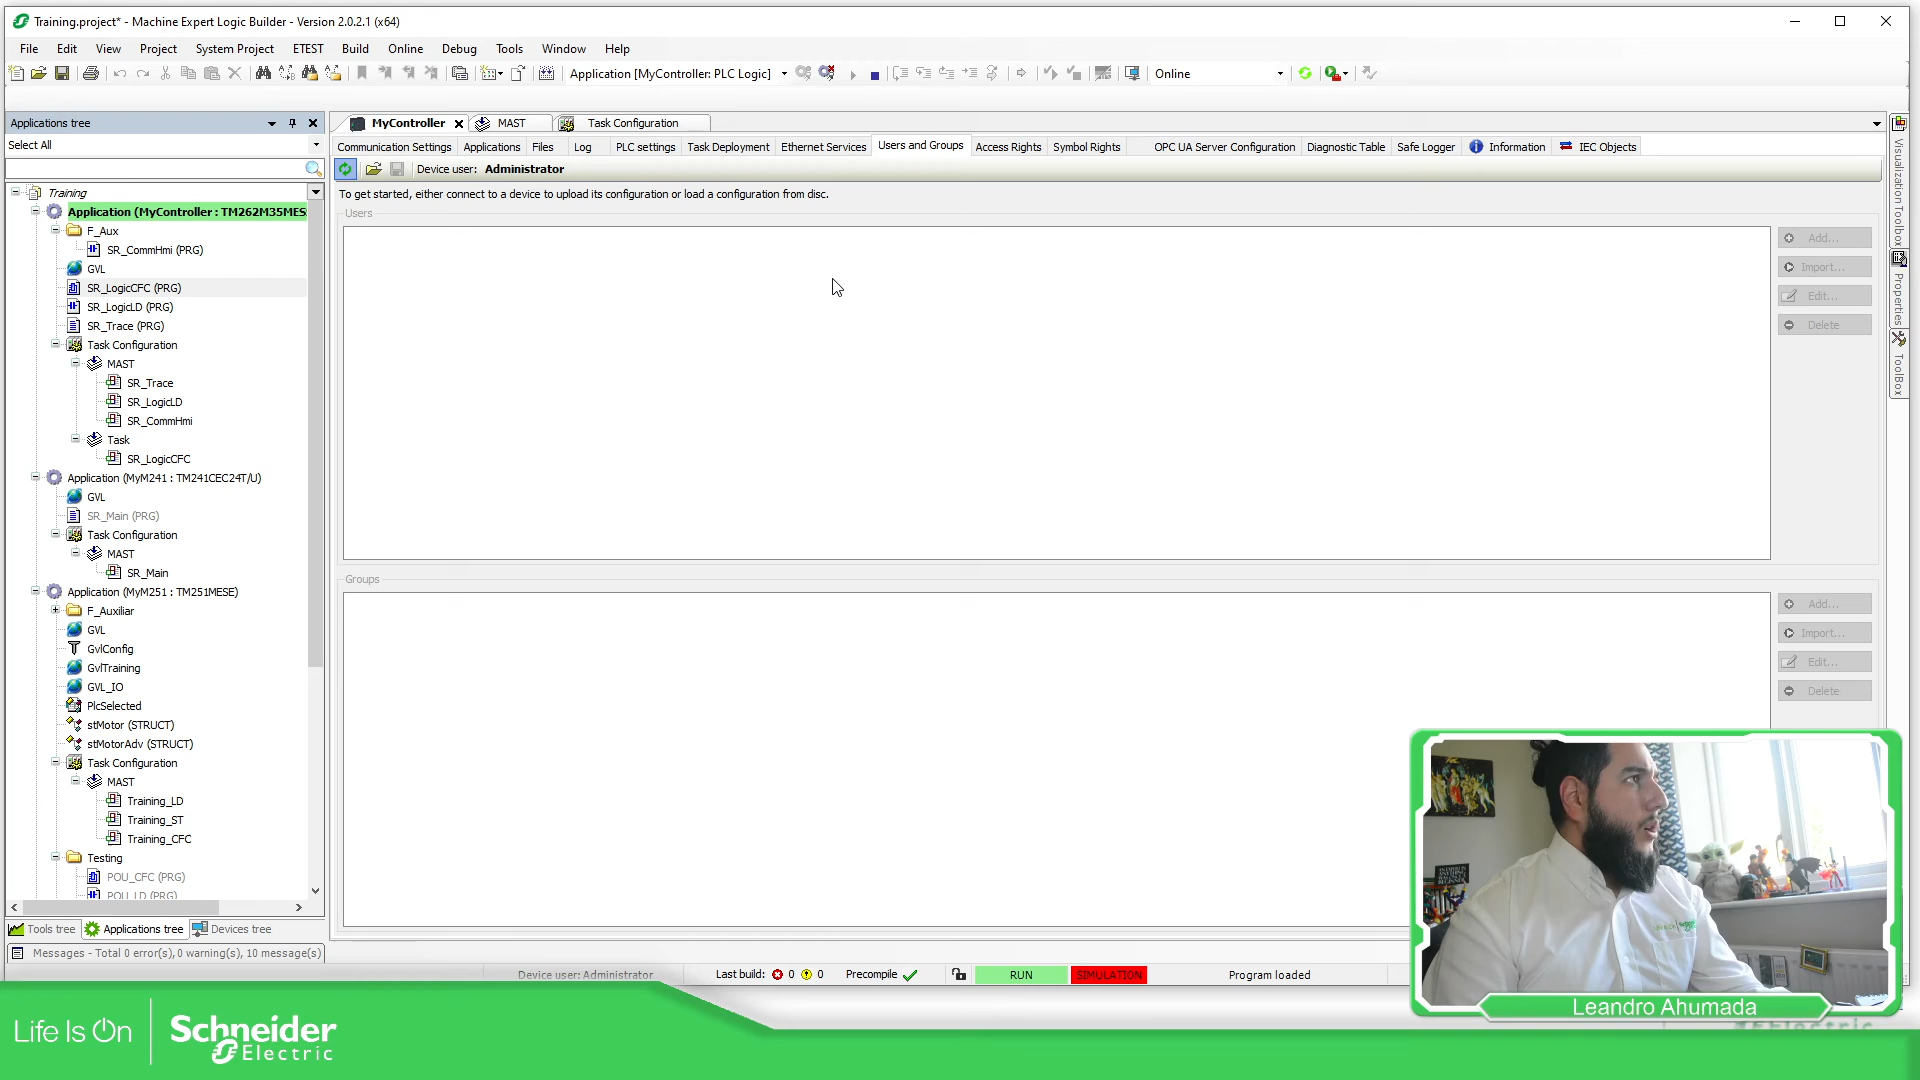 Training.project* - Machine Expert Logic Builder - Version 2.0.2.1 (x64)
File Edit View Project System Project ETEST Build Online Debug Tools Window Help
Application [MyController: PLC Logic] Online
Applications tree
Select All
Training
Application (MyController : TM262M35MES
F_Aux
SR_CommHmi (PRG)
GVL
SR_LogicCFC (PRG)
SR_LogicLD (PRG)
SR_Trace (PRG)
Task Configuration
MAST
SR_Trace
SR_LogicLD
SR_CommHmi
Task
SR_LogicCFC
Application (MyM241 : TM241CEC24T/U)
GVL
SR_Main (PRG)
Task Configuration
MAST
SR_Main
Application (MyM251 : TM251MESE)
F_Auxiliar
GVL
GvlConfig
GvlTraining
GVL_IO
PlcSelected
stMotor (STRUCT)
stMotorAdv (STRUCT)
Task Configuration
MAST
Training_LD
Training_ST
Training_CFC
Testing
POU_CFC (PRG)
POU_LD (PRG)
Tools tree Applications tree Devices tree
Messages - Total 0 error(s), 0 warning(s), 10 message(s)
MyController MAST Task Configuration
Communication Settings Applications Files Log PLC settings Task Deployment Ethernet Services Users and Groups Access Rights Symbol Rights OPC UA Server Configuration Diagnostic Table Safe Logger Information IEC Objects
Device user: Administrator
To get started, either connect to a device to upload its configuration or load a configuration from disc.
Users
Add...
Import...
Edit...
Delete
Groups
Add...
Import...
Edit...
Delete
Visualization Toolbox
Properties
ToolBox
Device user: Administrator Last build: 0 0 Precompile RUN SIMULATION Program loaded
Leandro Ahumada
Life Is On Schneider
Electric